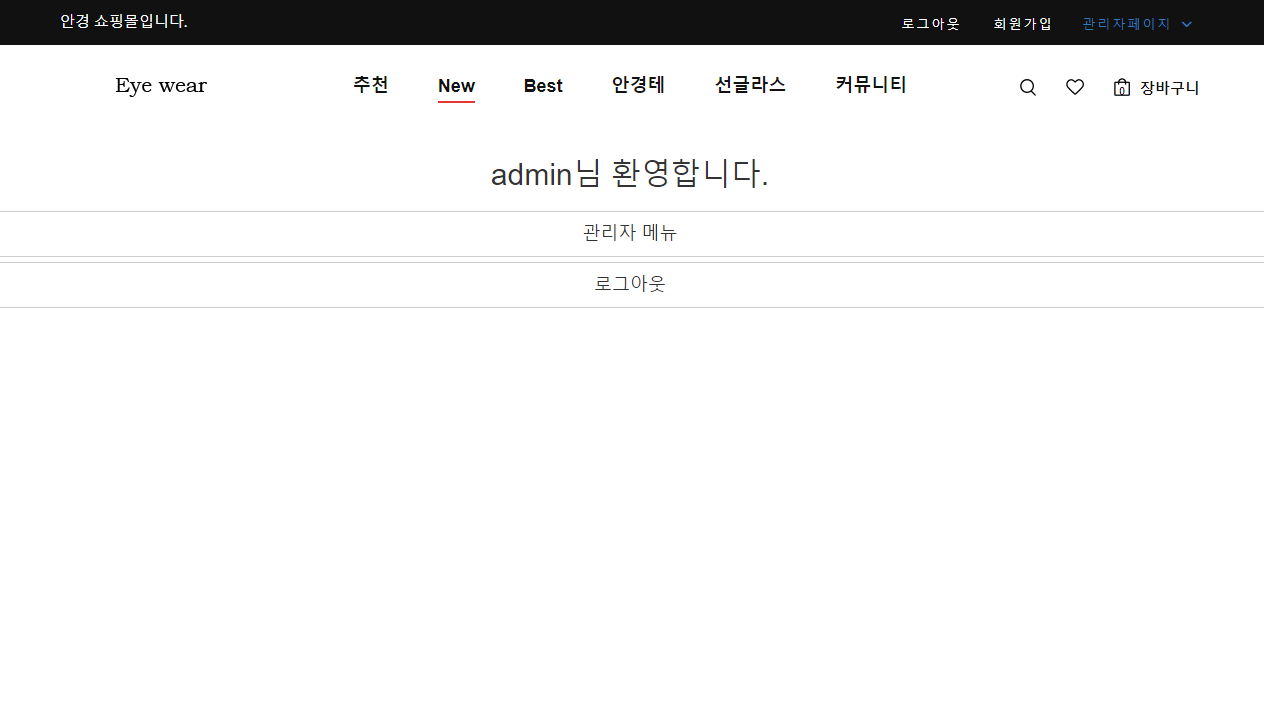 안경 쇼핑몰입니다. 로그아웃 회원가입 관리자페이지
Eye wear 추천 New Best 안경테 선글라스 커뮤니티 0 장바구니
admin님 환영합니다.
관리자 메뉴
로그아웃